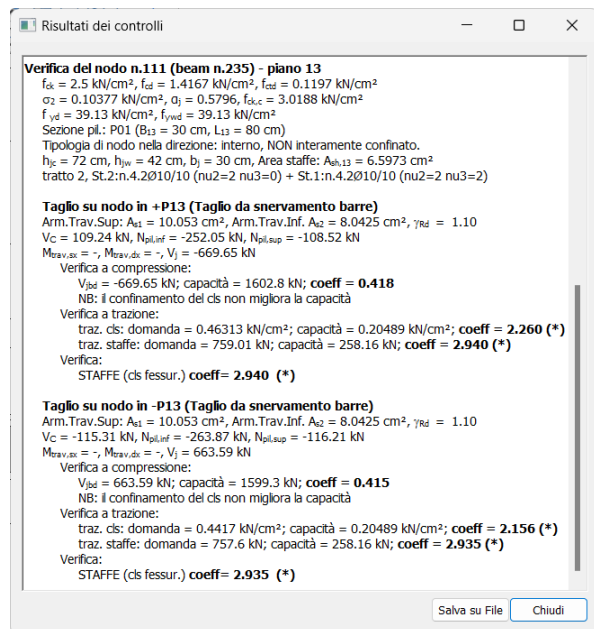 Risultati dei controlli
Verifica del nodo n.111 (beam n.235) - piano 13
fck = 2.5 kN/cm², fcd = 1.4167 kN/cm², fctd = 0.1197 kN/cm²
σ2 = 0.10377 kN/cm², αj = 0.5796, fck,c = 3.0188 kN/cm²
f yd = 39.13 kN/cm², fywd = 39.13 kN/cm²
Sezione pil.: P01 (B13 = 30 cm, L13 = 80 cm)
Tipologia di nodo nella direzione: interno, NON interamente confinato.
hjc = 72 cm, hjw = 42 cm, bj = 30 cm, Area staffe: Ash,13 = 6.5973 cm²
tratto 2, St.2:n.4.2Ø10/10 (nu2=2 nu3=0) + St.1:n.4.2Ø10/10 (nu2=2 nu3=2)
Taglio su nodo in +P13 (Taglio da snervamento barre)
Arm.Trav.Sup: As1 = 10.053 cm², Arm.Trav.Inf. As2 = 8.0425 cm², γRd = 1.10
VC = 109.24 kN, Npil,inf = -252.05 kN, Npil,sup = -108.52 kN
Mtrav,sx = -, Mtrav,dx = -, Vj = -669.65 kN
Verifica a compressione:
Vjbd = -669.65 kN; capacità = 1602.8 kN; coeff = 0.418
NB: il confinamento del cls non migliora la capacità
Verifica a trazione:
traz. cls: domanda = 0.46313 kN/cm²; capacità = 0.20489 kN/cm²; coeff = 2.260 (*)
traz. staffe: domanda = 759.01 kN; capacità = 258.16 kN; coeff = 2.940 (*)
Verifica:
STAFFE (cls fessur.) coeff= 2.940 (*)
Taglio su nodo in -P13 (Taglio da snervamento barre)
Arm.Trav.Sup: As1 = 10.053 cm², Arm.Trav.Inf. As2 = 8.0425 cm², γRd = 1.10
VC = -115.31 kN, Npil,inf = -263.87 kN, Npil,sup = -116.21 kN
Mtrav,sx = -, Mtrav,dx = -, Vj = 663.59 kN
Verifica a compressione:
Vjbd = 663.59 kN; capacità = 1599.3 kN; coeff = 0.415
NB: il confinamento del cls non migliora la capacità
Verifica a trazione:
traz. cls: domanda = 0.4417 kN/cm²; capacità = 0.20489 kN/cm²; coeff = 2.156 (*)
traz. staffe: domanda = 757.6 kN; capacità = 258.16 kN; coeff = 2.935 (*)
Verifica:
STAFFE (cls fessur.) coeff= 2.935 (*)
Salva su File
Chiudi